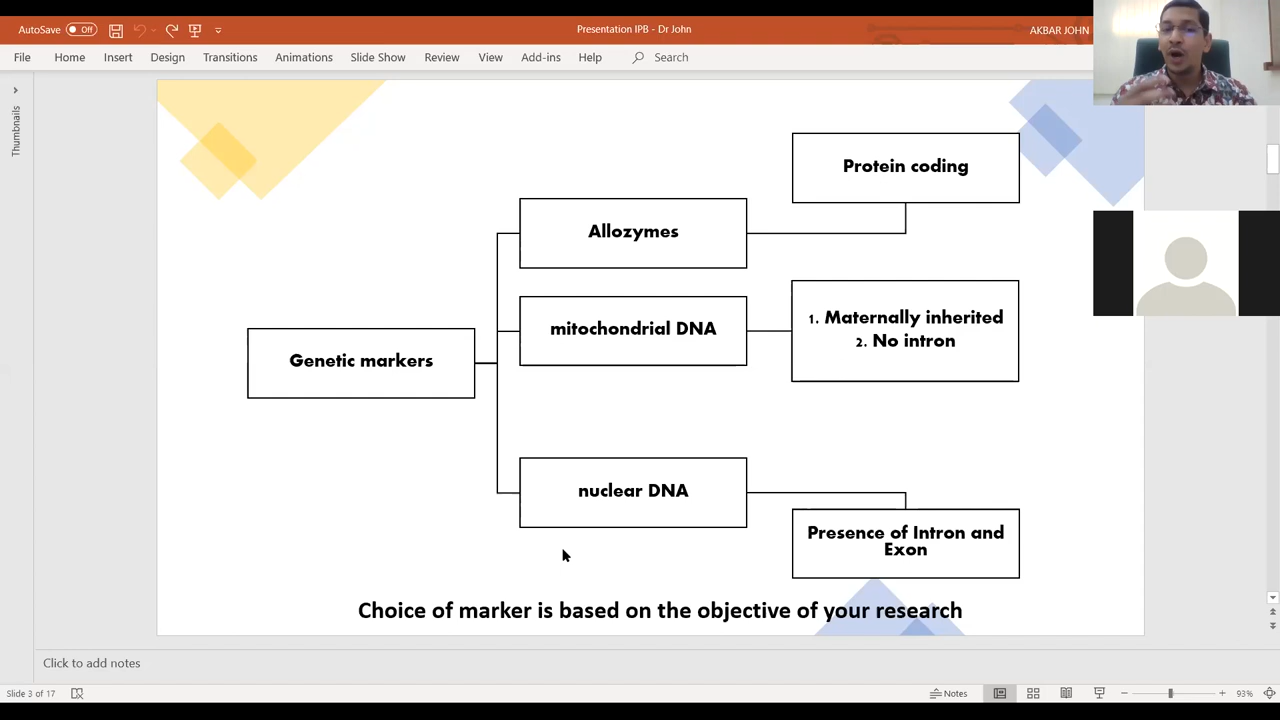 AutoSave Off
Presentation IPB - Dr John
AKBAR JOHN
File Home Insert Design Transitions Animations Slide Show Review View Add-ins Help Search
Thumbnails
Protein coding
Allozymes
mitochondrial DNA
1. Maternally inherited
2. No intron
Genetic markers
nuclear DNA
Presence of Intron and
Exon
Choice of marker is based on the objective of your research
Click to add notes
Slide 3 of 17
Notes
93%